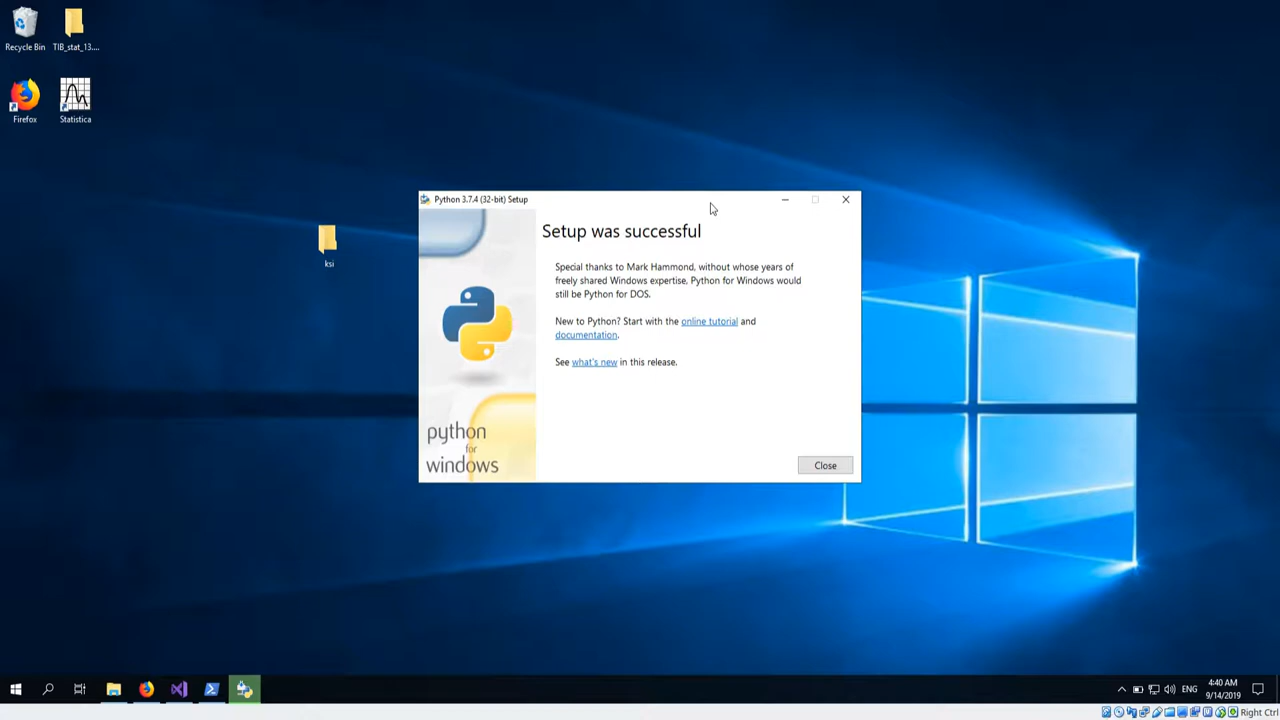 Recycle Bin
TIB_stat_13....
Firefox
Statistica
ksi
Python 3.7.4 (32-bit) Setup
Setup was successful
Special thanks to Mark Hammond, without whose years of
freely shared Windows expertise, Python for Windows would
still be Python for DOS.
New to Python? Start with the online tutorial and
documentation.
See what's new in this release.
python
for
windows
Close
ENG
4:40 AM
9/14/2019
Right Ctrl